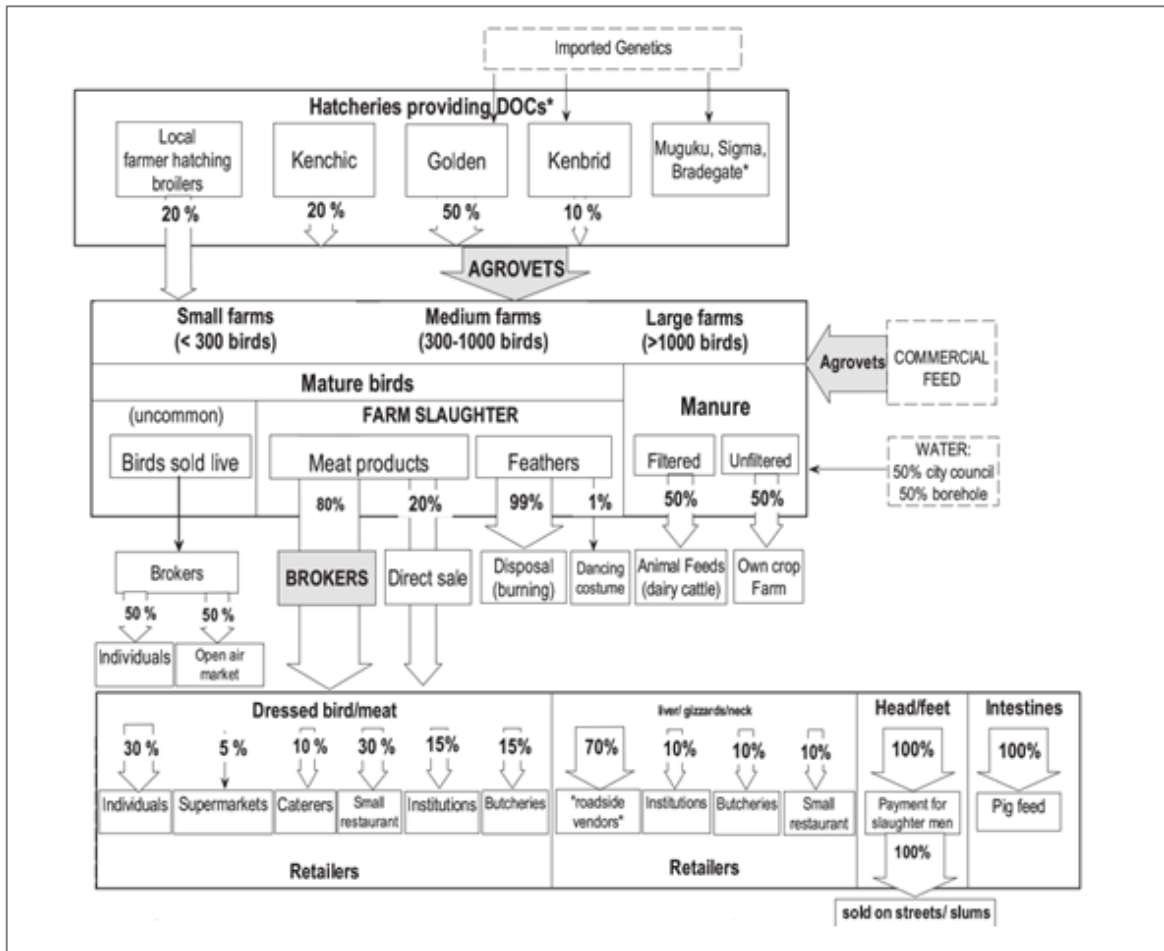 Imported Genetics
Hatcheries providing DOCs*
Local
farmer hatching
broilers
Kenchic
Golden
Kenbrid
Muguku, Sigma,
Bradegate*
20 %
20 %
50 %
10 %
AGROVETS
Small farms
(< 300 birds)
Medium farms
(300-1000 birds)
Large farms
(>1000 birds)
Agrovets
COMMERCIAL
FEED
Mature birds
Manure
(uncommon)
FARM SLAUGHTER
Birds sold live
Meat products
Feathers
Filtered
Unfiltered
WATER:
50% city council
50% borehole
80%
20%
99%
1%
50%
50%
Brokers
BROKERS
Direct sale
Disposal
(burning)
Dancing
costume
Animal Feeds
(dairy cattle)
Own crop
Farm
50 %
50 %
Individuals
Open air
market
Dressed bird/meat
liver/ gizzards/neck
Head/feet
Intestines
30 %
5 %
10 %
30 %
15%
15%
70%
10%
10%
10%
100%
100%
Individuals
Supermarkets
Caterers
Small
restaurant
Institutions
Butcheries
"roadside
vendors"
Institutions
Butcheries
Small
restaurant
Payment for
slaughter men
Pig feed
100%
Retailers
Retailers
sold on streets/ slums